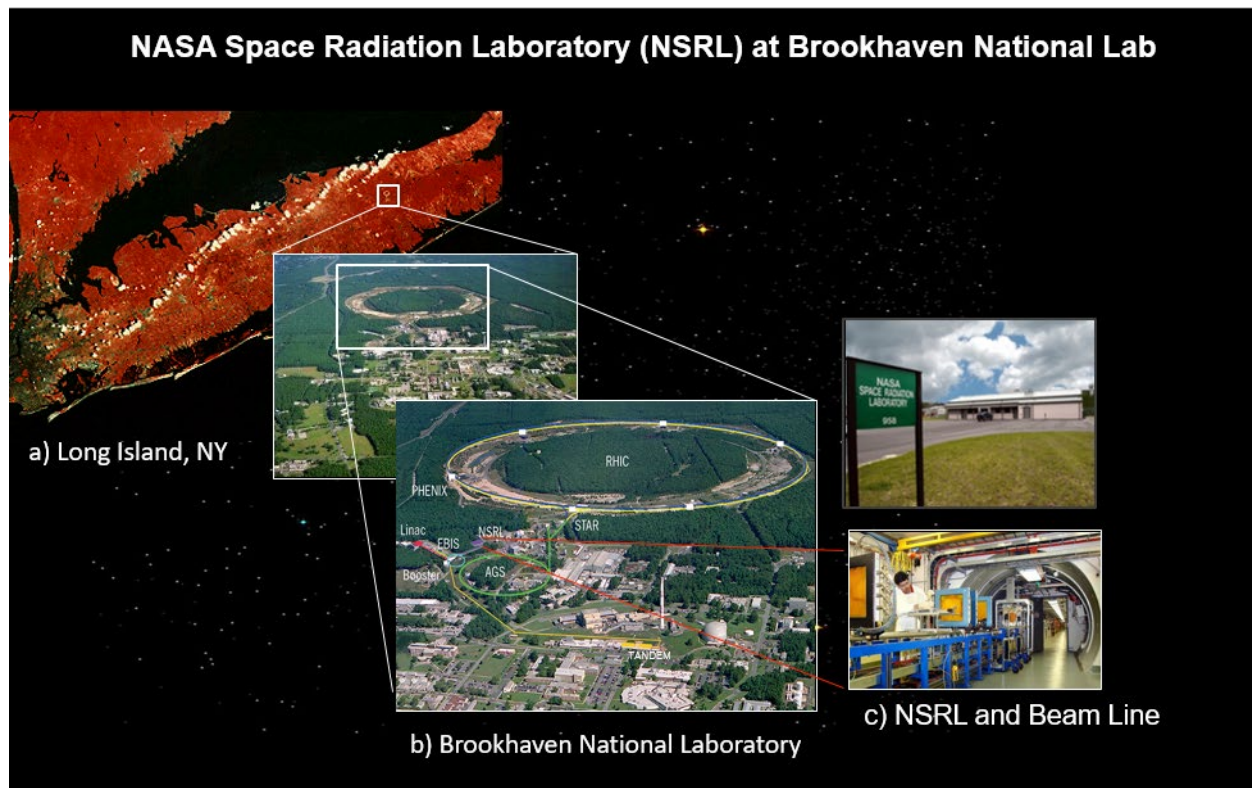 NASA Space Radiation Laboratory (NSRL) at Brookhaven National Lab
a) Long Island, NY
RHIC
PHENIX
STAR
Linac
NSRL
EBIS
Booster
AGS
TANDEM
b) Brookhaven National Laboratory
NASA
SPACE RADIATION
LABORATORY
958
c) NSRL and Beam Line